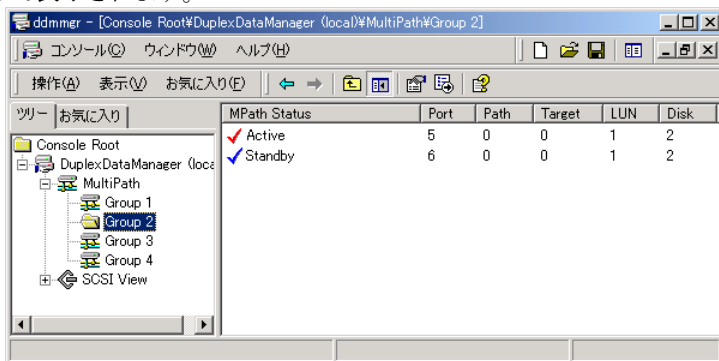 ddmmgr - [Console Root¥DuplexDataManager (local)¥MultiPath¥Group 2]
コンソール(C) ウィンドウ(W) ヘルプ(H)
操作(A) 表示(V) お気に入り(F)
ツリー お気に入り
MPath Status Port Path Target LUN Disk
Active 5 0 0 1 2
Standby 6 0 0 1 2
Console Root
DuplexDataManager (loca
MultiPath
Group 1
Group 2
Group 3
Group 4
SCSI View